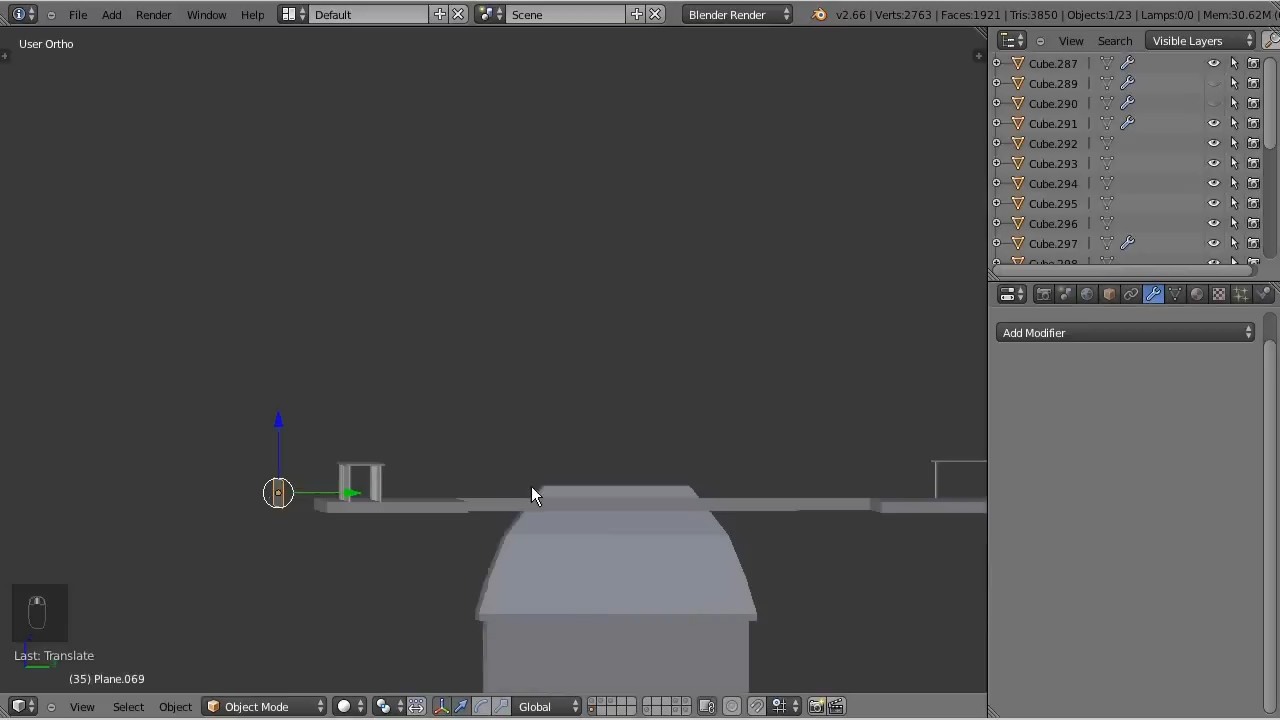 File Add Render Window Help Default Scene Blender Render v2.66 | Verts:2763 | Faces:1921 | Tris:3850 | Objects:1/23 | Lamps:0/0 | Mem:30.62M
User Ortho
View Search Visible Layers
Cube.287
Cube.289
Cube.290
Cube.291
Cube.292
Cube.293
Cube.294
Cube.295
Cube.296
Cube.297
Cube.298
Add Modifier
Last: Translate
(35) Plane.069
View Select Object Object Mode Global